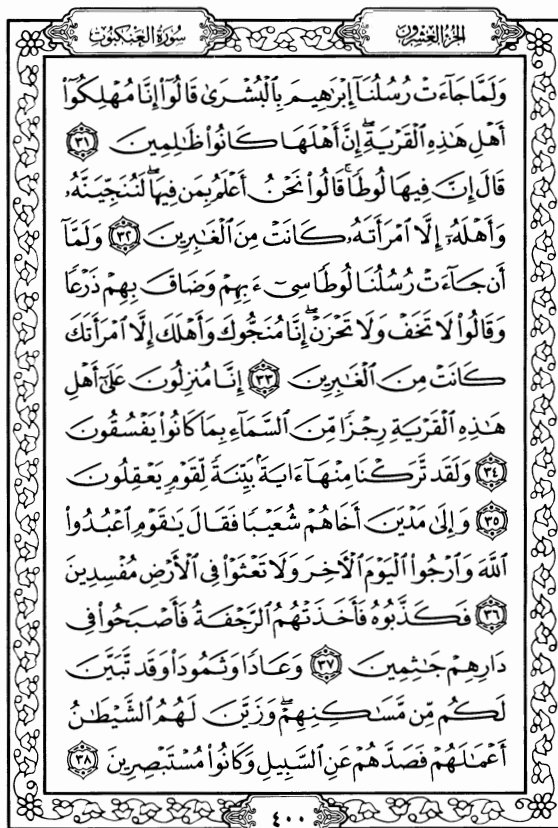 الجزء العشرون
سورة العنكبوت
وَلَمَّا جَآءَتْ رُسُلُنَآ إِبْرَٰهِيمَ بِٱلْبُشْرَىٰ قَالُوٓا۟ إِنَّا مُهْلِكُوٓا۟
أَهْلِ هَٰذِهِ ٱلْقَرْيَةِ ۖ إِنَّ أَهْلَهَا كَانُوا۟ ظَٰلِمِينَ ٣١
قَالَ إِنَّ فِيهَا لُوطًا ۚ قَالُوا۟ نَحْنُ أَعْلَمُ بِمَن فِيهَا ۖ لَنُنَجِّيَنَّهُۥ
وَأَهْلَهُۥٓ إِلَّا ٱمْرَأَتَهُۥ كَانَتْ مِنَ ٱلْغَٰبِرِينَ ٣٢ وَلَمَّآ
أَن جَآءَتْ رُسُلُنَا لُوطًا سِىٓءَ بِهِمْ وَضَاقَ بِهِمْ ذَرْعًا
وَقَالُوا۟ لَا تَخَفْ وَلَا تَحْزَنْ ۖ إِنَّا مُنَجُّوكَ وَأَهْلَكَ إِلَّا ٱمْرَأَتَكَ
كَانَتْ مِنَ ٱلْغَٰبِرِينَ ٣٣ إِنَّا مُنزِلُونَ عَلَىٰٓ أَهْلِ
هَٰذِهِ ٱلْقَرْيَةِ رِجْزًا مِّنَ ٱلسَّمَآءِ بِمَا كَانُوا۟ يَفْسُقُونَ
٣٤ وَلَقَد تَّرَكْنَا مِنْهَآ ءَايَةًۢ بَيِّنَةً لِّقَوْمٍ يَعْقِلُونَ
٣٥ وَإِلَىٰ مَدْيَنَ أَخَاهُمْ شُعَيْبًا فَقَالَ يَٰقَوْمِ ٱعْبُدُوا۟
ٱللَّهَ وَٱرْجُوا۟ ٱلْيَوْمَ ٱلْءَاخِرَ وَلَا تَعْثَوْا۟ فِى ٱلْأَرْضِ مُفْسِدِينَ
٣٦ فَكَذَّبُوهُ فَأَخَذَتْهُمُ ٱلرَّجْفَةُ فَأَصْبَحُوا۟ فِى
دَارِهِمْ جَٰثِمِينَ ٣٧ وَعَادًا وَثَمُودَا۟ وَقَد تَّبَيَّنَ
لَكُم مِّن مَّسَٰكِنِهِمْ ۖ وَزَيَّنَ لَهُمُ ٱلشَّيْطَٰنُ
أَعْمَٰلَهُمْ فَصَدَّهُمْ عَنِ ٱلسَّبِيلِ وَكَانُوا۟ مُسْتَبْصِرِينَ ٣٨
٤٠٠